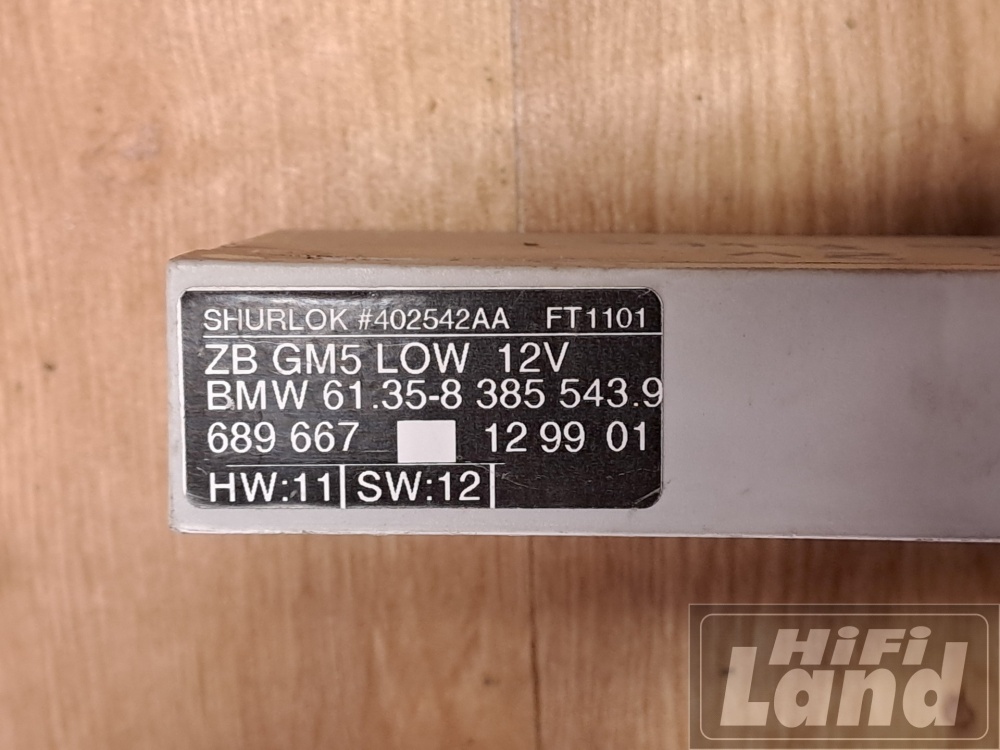 SHURLOK #402542AA FT1101
ZB GM5 LOW 12V
BMW 61.35-8 385 543.9
689 667 12 99 01
HW:11 SW:12
HiFi
Land